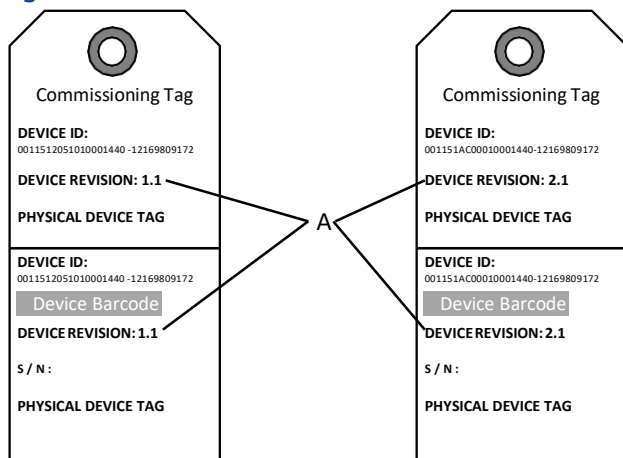 Commissioning Tag
DEVICE ID:
0011512051010001440 -12169809172
DEVICE REVISION: 1.1
PHYSICAL DEVICE TAG
DEVICE ID:
0011512051010001440 -12169809172
Device Barcode
DEVICE REVISION: 1.1
S / N :
PHYSICAL DEVICE TAG
A
Commissioning Tag
DEVICE ID:
001151AC00010001440-12169809172
DEVICE REVISION: 2.1
PHYSICAL DEVICE TAG
DEVICE ID:
001151AC00010001440-12169809172
Device Barcode
DEVICE REVISION: 2.1
S / N :
PHYSICAL DEVICE TAG